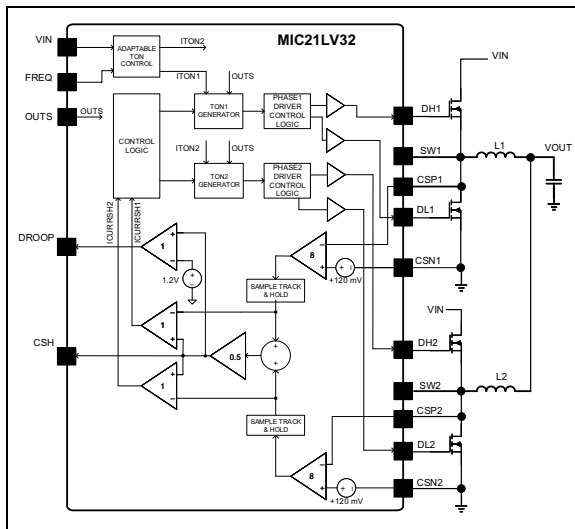 MIC21LV32
VIN
FREQ
OUTS
DROOP
CSH
ADAPTABLE
TON
CONTROL
ITON2
ITON1
OUTS
OUTS
CONTROL
LOGIC
TON1
GENERATOR
PHASE1
DRIVER
CONTROL
LOGIC
ITON2
OUTS
TON2
GENERATOR
PHASE2
DRIVER
CONTROL
LOGIC
ICURRSH2
ICURRSH1
1
+
−
1.2V
+
−
1
−
+
1
+
−
0.5
+
+
SAMPLE TRACK
& HOLD
SAMPLE TRACK
& HOLD
8
−
+
+120 mV
8
−
+
+120 mV
DH1
SW1
CSP1
DL1
CSN1
DH2
SW2
CSP2
DL2
CSN2
VIN
L1
VOUT
VIN
L2